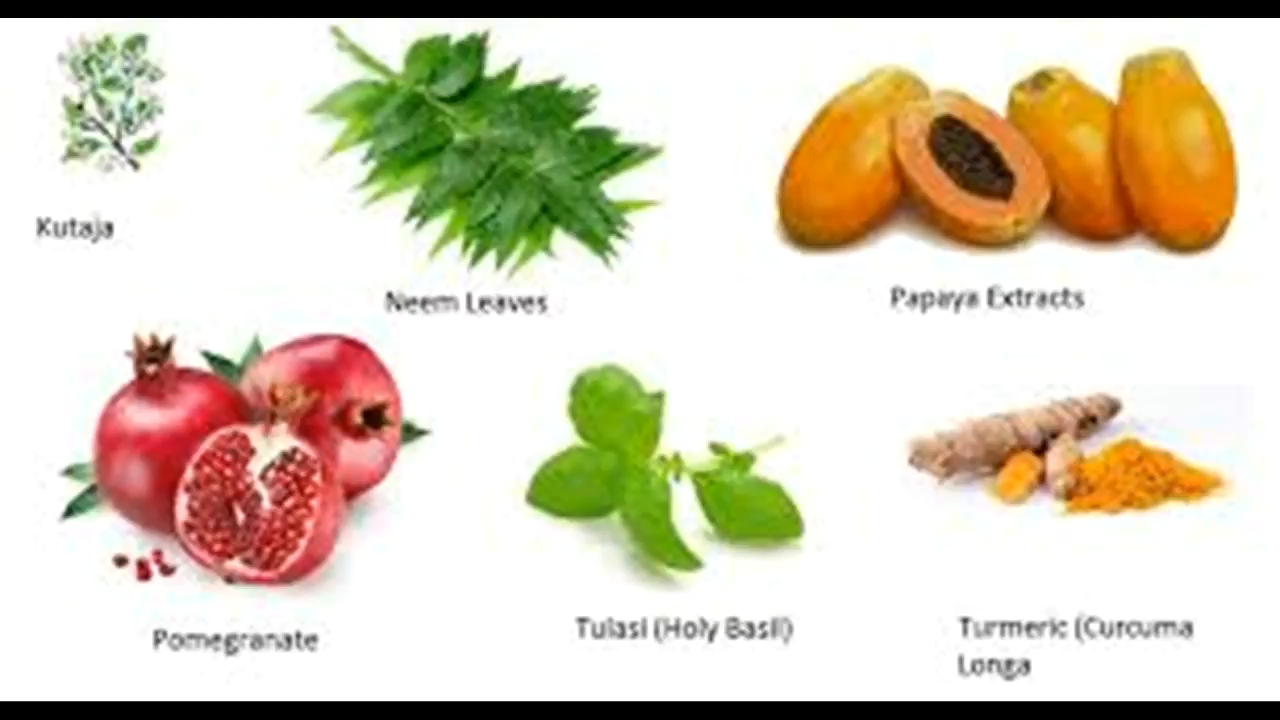 Kutaja
Neem Leaves
Papaya Extracts
Pomegranate
Tulasi (Holy Basil)
Turmeric (Curcuma
Longa